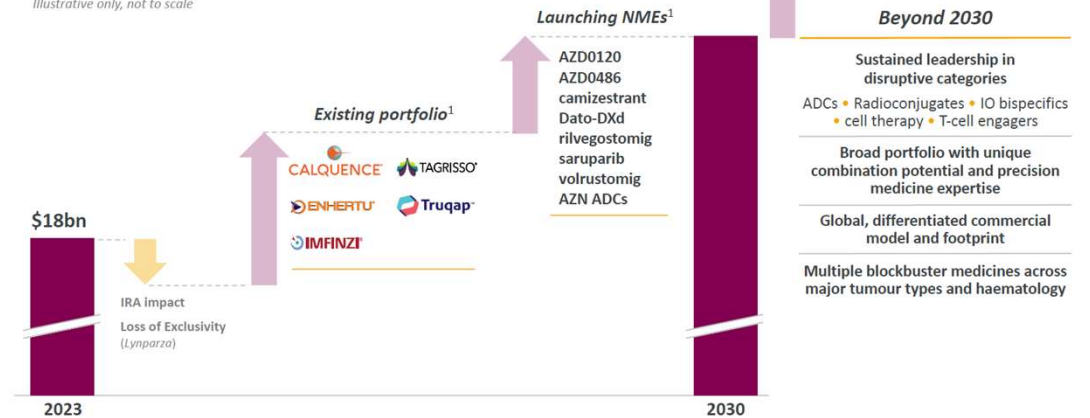 Illustrative only, not to scale
$18bn
2023
IRA impact
Loss of Exclusivity
(Lynparza)
Existing portfolio¹
CALQUENCE®
TAGRISSO®
ENHERTU®
Truqap™
IMFINZI®
Launching NMEs¹
AZD0120
AZD0486
camizestrant
Dato-DXd
rilvegostomig
saruparib
volrustomig
AZN ADCs
2030
Beyond 2030
Sustained leadership in
disruptive categories
ADCs • Radioconjugates • IO bispecifics
• cell therapy • T-cell engagers
Broad portfolio with unique
combination potential and precision
medicine expertise
Global, differentiated commercial
model and footprint
Multiple blockbuster medicines across
major tumour types and haematology